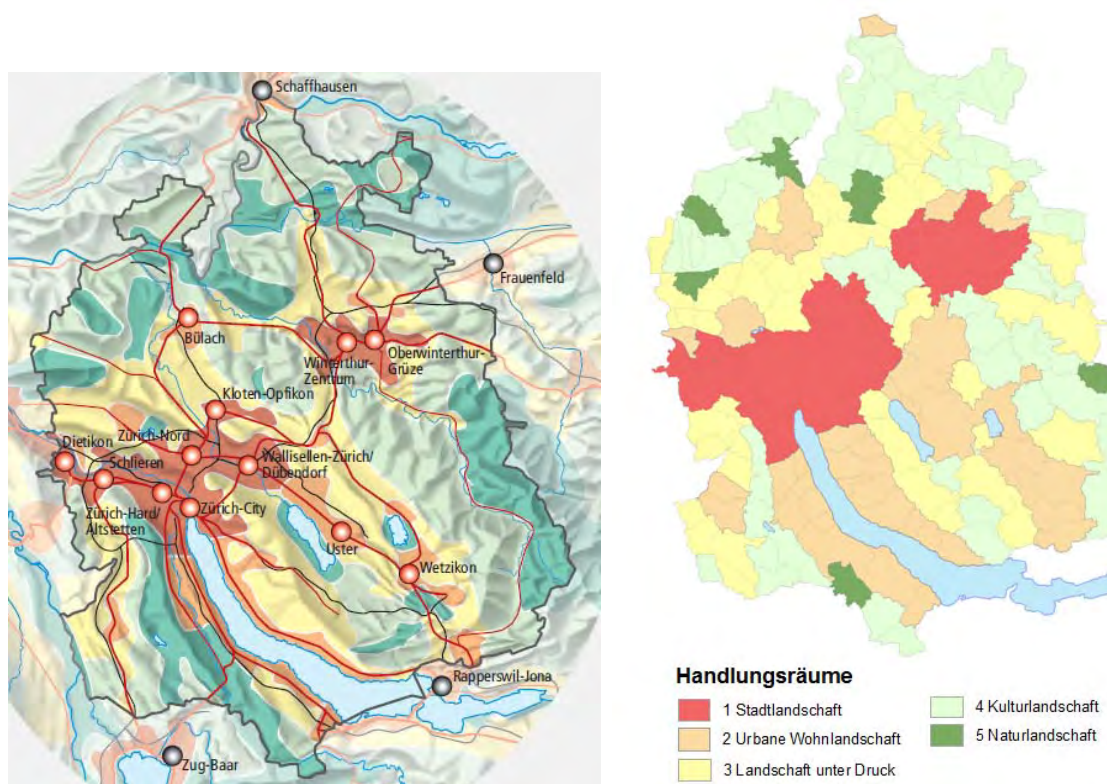 Schaffhausen
Frauenfeld
Bülach
Winterthur-
Zentrum
Oberwinterthur-
Grüze
Kloten-Opfikon
Zürich-Nord
Dietikon
Schlieren
Wallisellen-Zürich/
Dübendorf
Zürich-Hard/
Altstetten
Zürich-City
Uster
Wetzikon
Rapperswil-Jona
Zug-Baar
Handlungsräume
1 Stadtlandschaft
2 Urbane Wohnlandschaft
3 Landschaft unter Druck
4 Kulturlandschaft
5 Naturlandschaft